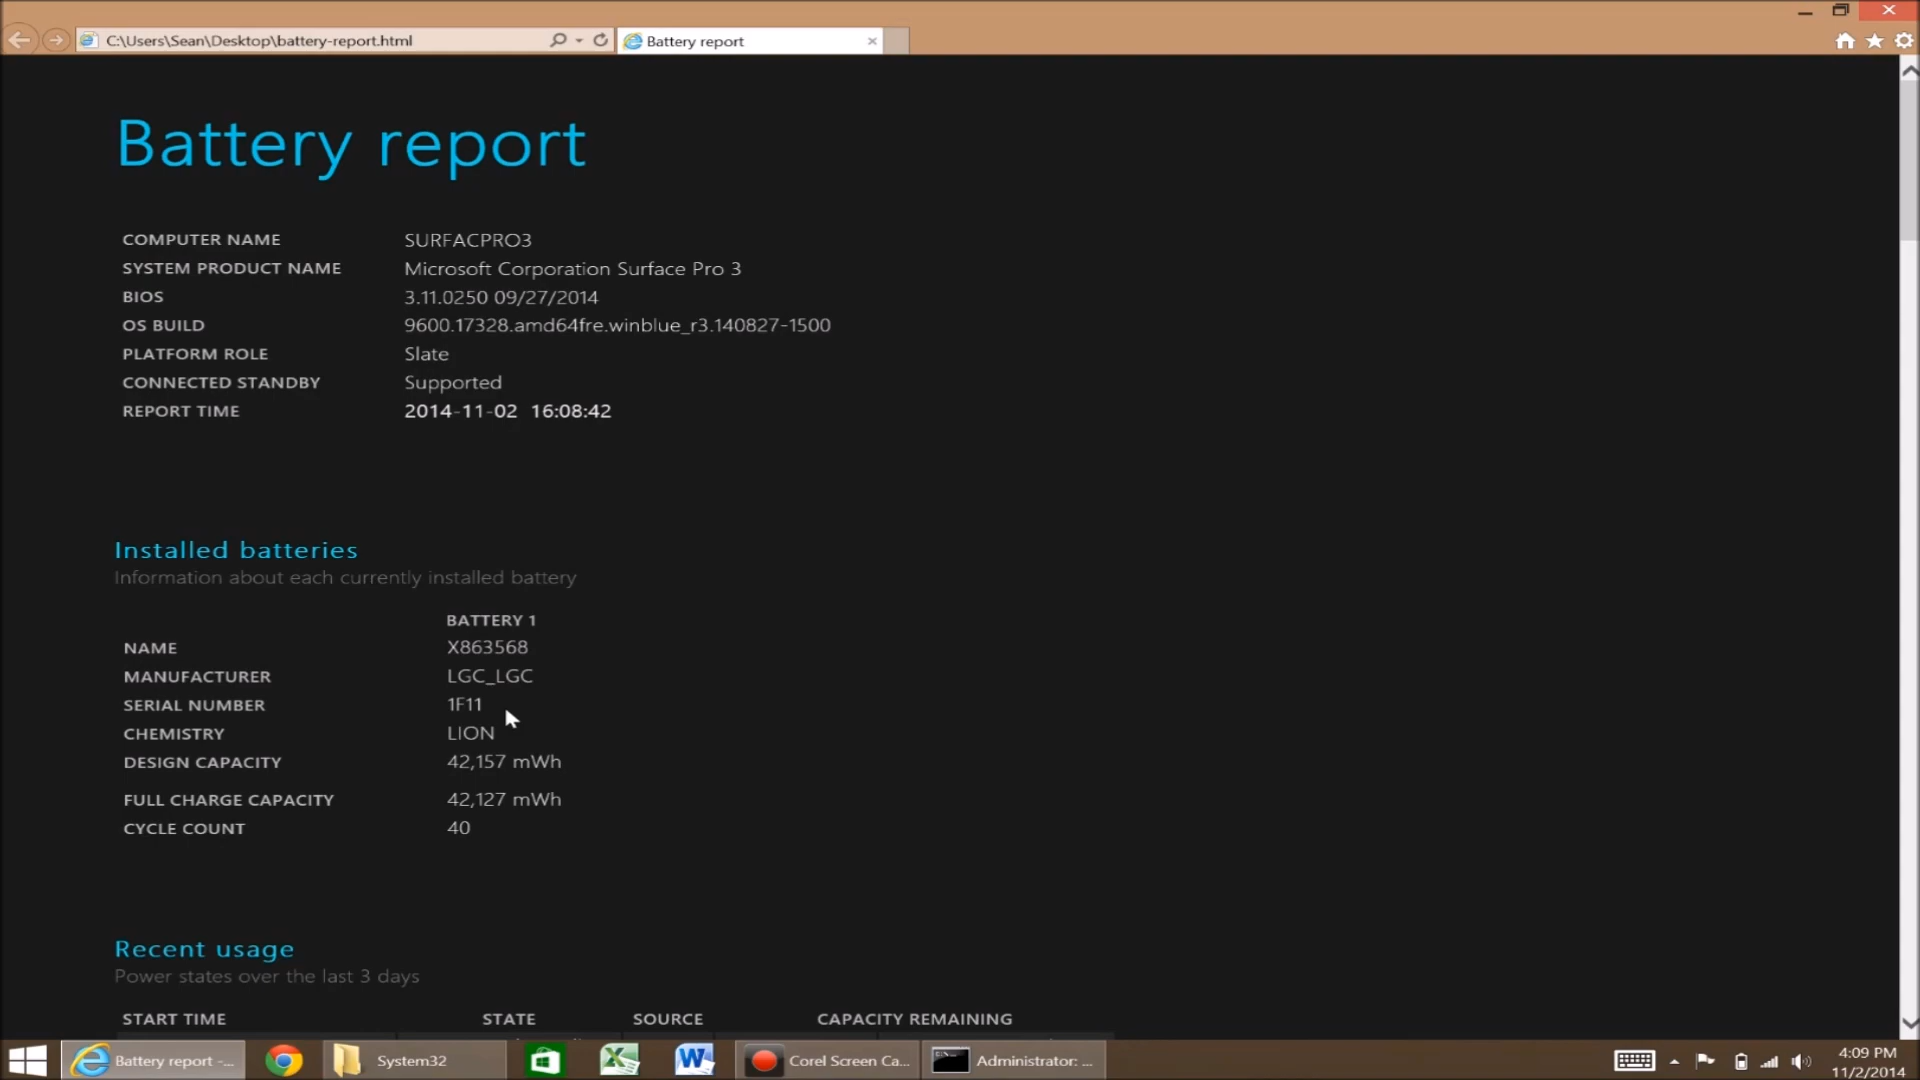 C:\Users\Sean\Desktop\battery-report.html
Battery report
Battery report
COMPUTER NAME SURFACPRO3
SYSTEM PRODUCT NAME Microsoft Corporation Surface Pro 3
BIOS 3.11.0250 09/27/2014
OS BUILD 9600.17328.amd64fre.winblue_r3.140827-1500
PLATFORM ROLE Slate
CONNECTED STANDBY Supported
REPORT TIME 2014-11-02 16:08:42
Installed batteries
Information about each currently installed battery
BATTERY 1
NAME X863568
MANUFACTURER LGC_LGC
SERIAL NUMBER 1F11
CHEMISTRY LION
DESIGN CAPACITY 42,157 mWh
FULL CHARGE CAPACITY 42,127 mWh
CYCLE COUNT 40
Recent usage
Power states over the last 3 days
START TIME STATE SOURCE CAPACITY REMAINING
Battery report -... System32 Corel Screen Ca... Administrator: ... 4:09 PM
11/2/2014